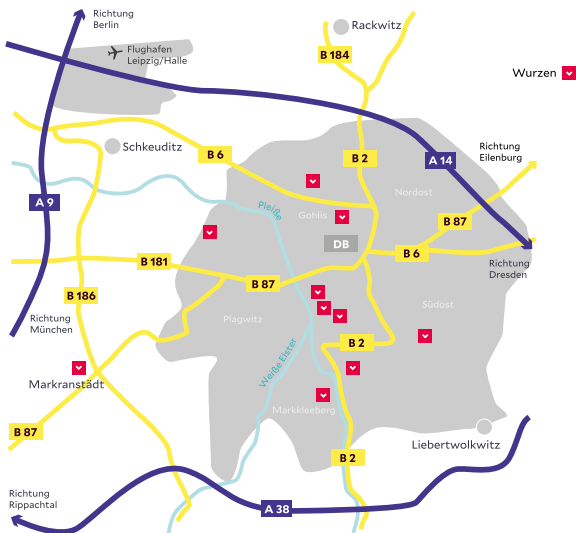 Richtung
Berlin
Rackwitz
Flughafen
Leipzig/Halle
B 184
Wurzen
Schkeuditz
B 6
B 2
A 14
Richtung
Eilenburg
Nordost
A 9
Pleiße
Gohlis
B 87
DB
B 6
B 181
Richtung
Dresden
B 87
B 186
Südost
Richtung
München
Plagwitz
B 2
Weiße Elster
Markranstädt
Markkleeberg
B 87
Liebertwolkwitz
B 2
Richtung
Rippachtal
A 38